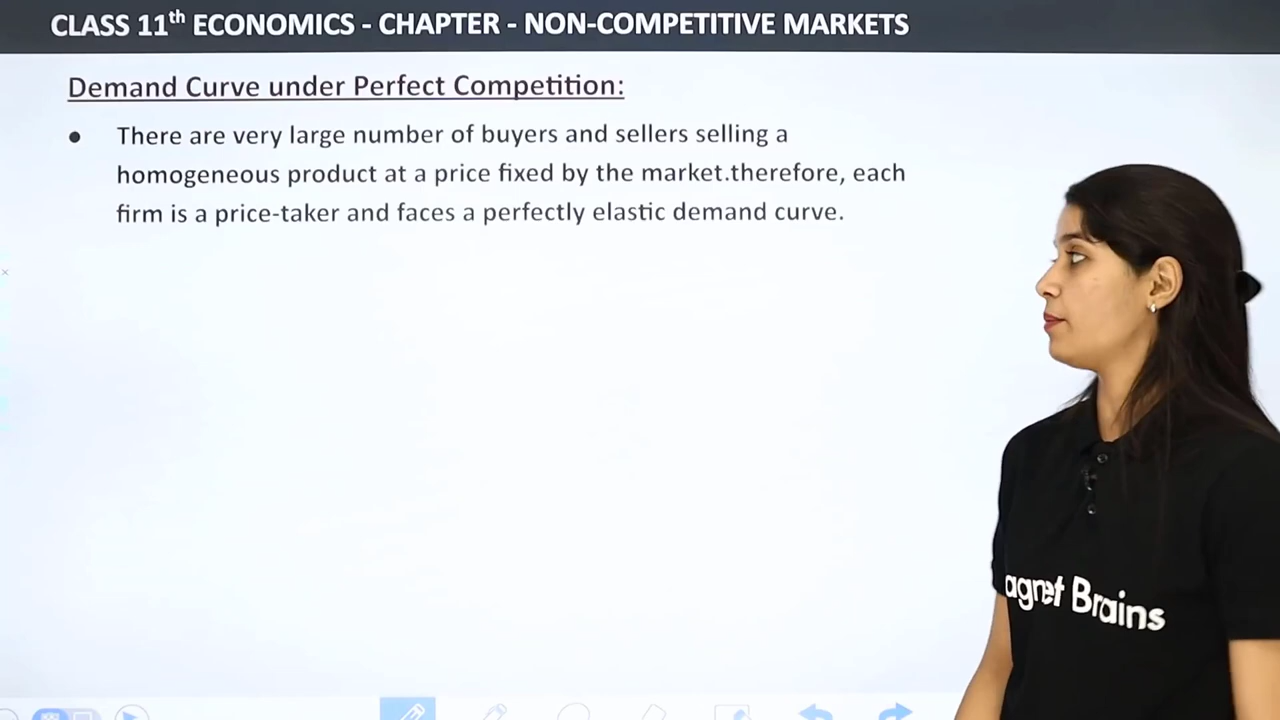 CLASS 11th ECONOMICS - CHAPTER - NON-COMPETITIVE MARKETS
Demand Curve under Perfect Competition:
● There are very large number of buyers and sellers selling a
homogeneous product at a price fixed by the market.therefore, each
firm is a price-taker and faces a perfectly elastic demand curve.
agnet Brains